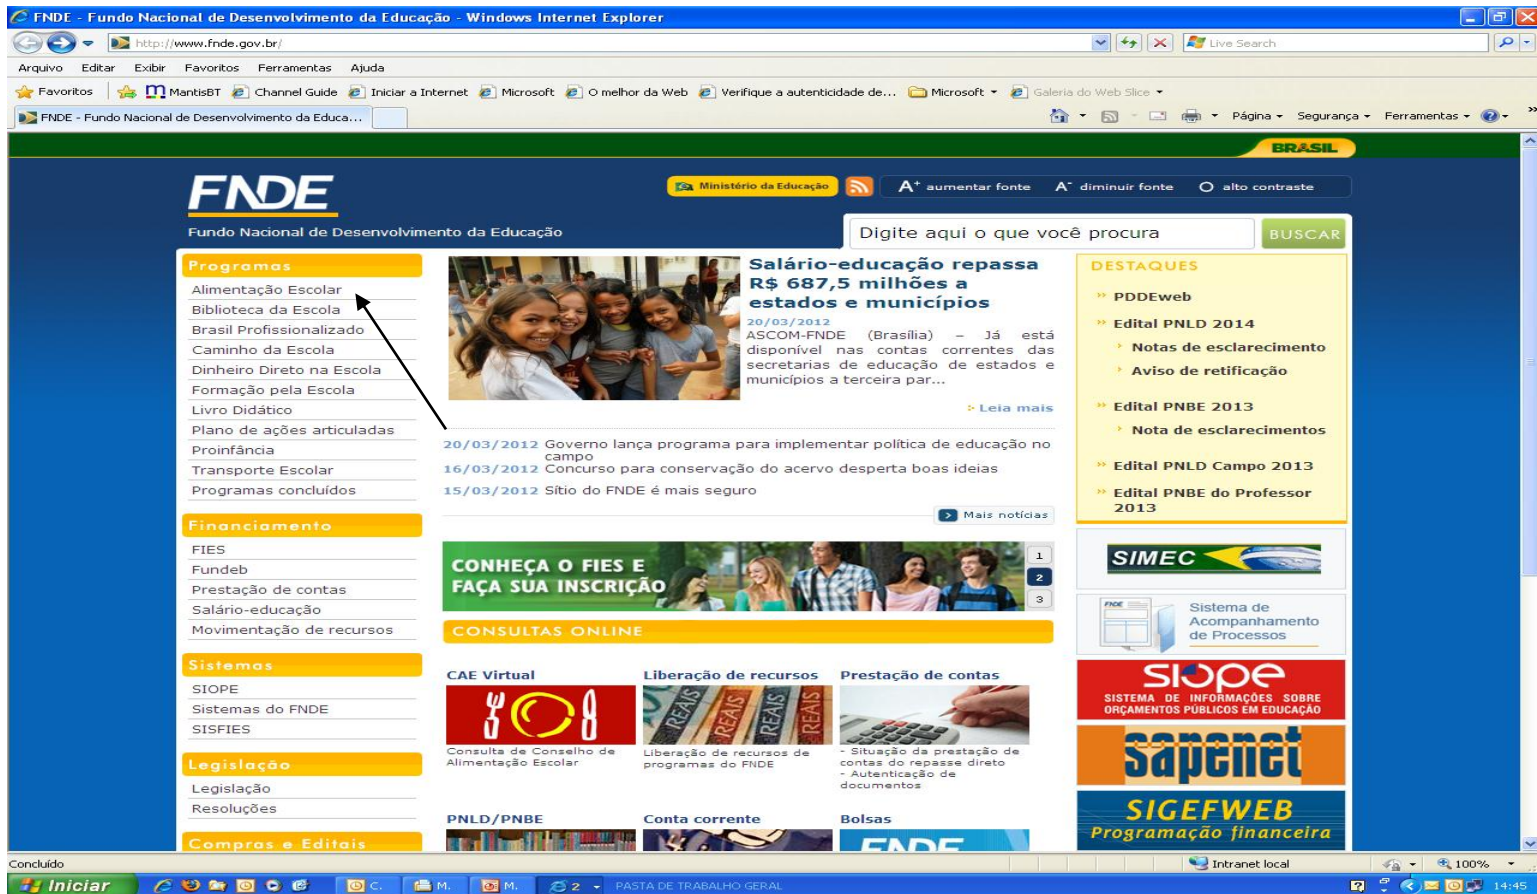 FNDE - Fundo Nacional de Desenvolvimento da Educação - Windows Internet Explorer
http://www.fnde.gov.br/
Live Search
Arquivo Editar Exibir Favoritos Ferramentas Ajuda
Favoritos MantisBT Channel Guide Iniciar a Internet Microsoft O melhor da Web Verifique a autenticidade de... Microsoft Galeria do Web Slice
FNDE - Fundo Nacional de Desenvolvimento da Educa...
Página Segurança Ferramentas
BRASIL
FNDE
Fundo Nacional de Desenvolvimento da Educação
Ministério da Educação
A+ aumentar fonte A- diminuir fonte alto contraste
Digite aqui o que você procura
BUSCAR
Programas
Alimentação Escolar
Biblioteca da Escola
Brasil Profissionalizado
Caminho da Escola
Dinheiro Direto na Escola
Formação pela Escola
Livro Didático
Plano de ações articuladas
Proinfância
Transporte Escolar
Programas concluídos
Financiamento
FIES
Fundeb
Prestação de contas
Salário-educação
Movimentação de recursos
Sistemas
SIOPE
Sistemas do FNDE
SISFIES
Legislação
Legislação
Resoluções
Compras e Editais
Salário-educação repassa
R$ 687,5 milhões a
estados e municípios
20/03/2012
ASCOM-FNDE (Brasília) – Já está
disponível nas contas correntes das
secretarias de educação de estados e
municípios a terceira par...
Leia mais
20/03/2012 Governo lança programa para implementar política de educação no
campo
16/03/2012 Concurso para conservação do acervo desperta boas ideias
15/03/2012 Sítio do FNDE é mais seguro
Mais notícias
CONHEÇA O FIES E
FAÇA SUA INSCRIÇÃO
1
2
3
CONSULTAS ONLINE
CAE Virtual
Consulta de Conselho de
Alimentação Escolar
Liberação de recursos
REAIS REAIS REAIS REAIS
Liberação de recursos de
programas do FNDE
Prestação de contas
- Situação da prestação de
contas do repasse direto
- Autenticação de
documentos
PNLD/PNBE
Conta corrente
Bolsas
FNDE
DESTAQUES
PDDEweb
Edital PNLD 2014
Notas de esclarecimento
Aviso de retificação
Edital PNBE 2013
Nota de esclarecimentos
Edital PNLD Campo 2013
Edital PNBE do Professor
2013
SIMEC
FNDE
Sistema de
Acompanhamento
de Processos
SIOPE
SISTEMA DE INFORMAÇÕES SOBRE
ORÇAMENTOS PÚBLICOS EM EDUCAÇÃO
sapenet
SIGEFWEB
Programação financeira
Concluído
Intranet local
100%
Iniciar
C.
M.
M.
2
PASTA DE TRABALHO GERAL
14:45